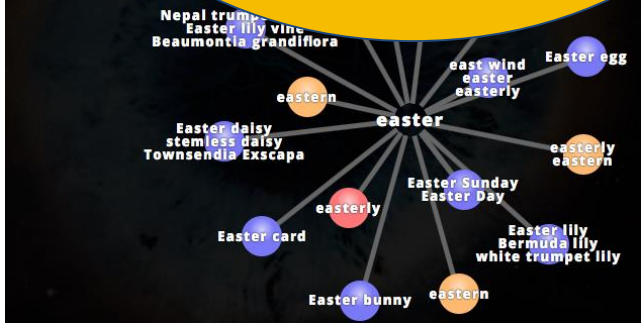 Easter lily vine
Beaumontia grandiflora
east wind
easter
easterly
Easter egg
eastern
easter
Easter daisy
stemless daisy
Townsendia Exscapa
easterly
eastern
Easter Sunday
Easter Day
easterly
Easter card
Easter lily
Bermuda lily
white trumpet lily
Easter bunny
eastern